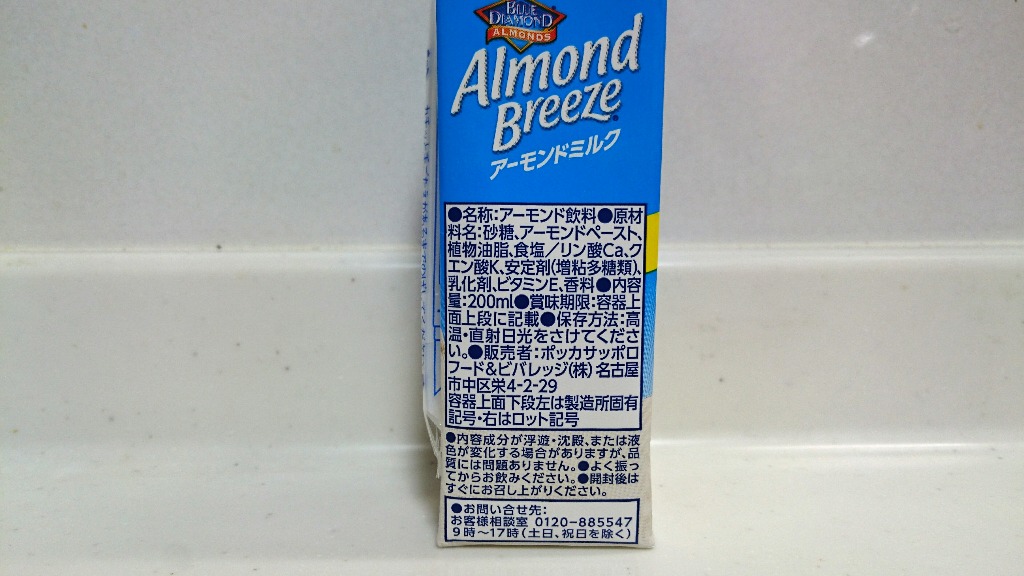 BLUE
DIAMOND
ALMONDS
Almond
Breeze
アーモンドミルク
●名称:アーモンド飲料●原材
料名:砂糖、アーモンドペースト、
植物油脂、食塩/リン酸Ca、ク
エン酸K、安定剤(増粘多糖類)、
乳化剤、ビタミンE、香料●内容
量:200ml●賞味期限:容器上
面上段に記載●保存方法:高
温・直射日光をさけてくださ
い。●販売者:ポッカサッポロ
フード&ビバレッジ(株) 名古屋
市中区栄4-2-29
容器上面下段左は製造所固有
記号・右はロット記号
●内容成分が浮遊・沈殿、または液
色が変化する場合がありますが、品
質には問題ありません。●よく振っ
てからお飲みください。●開封後は
すぐにお召し上がりください。
●お問い合せ先:
お客様相談室 0120-885547
9時～17時(土日、祝日を除く)